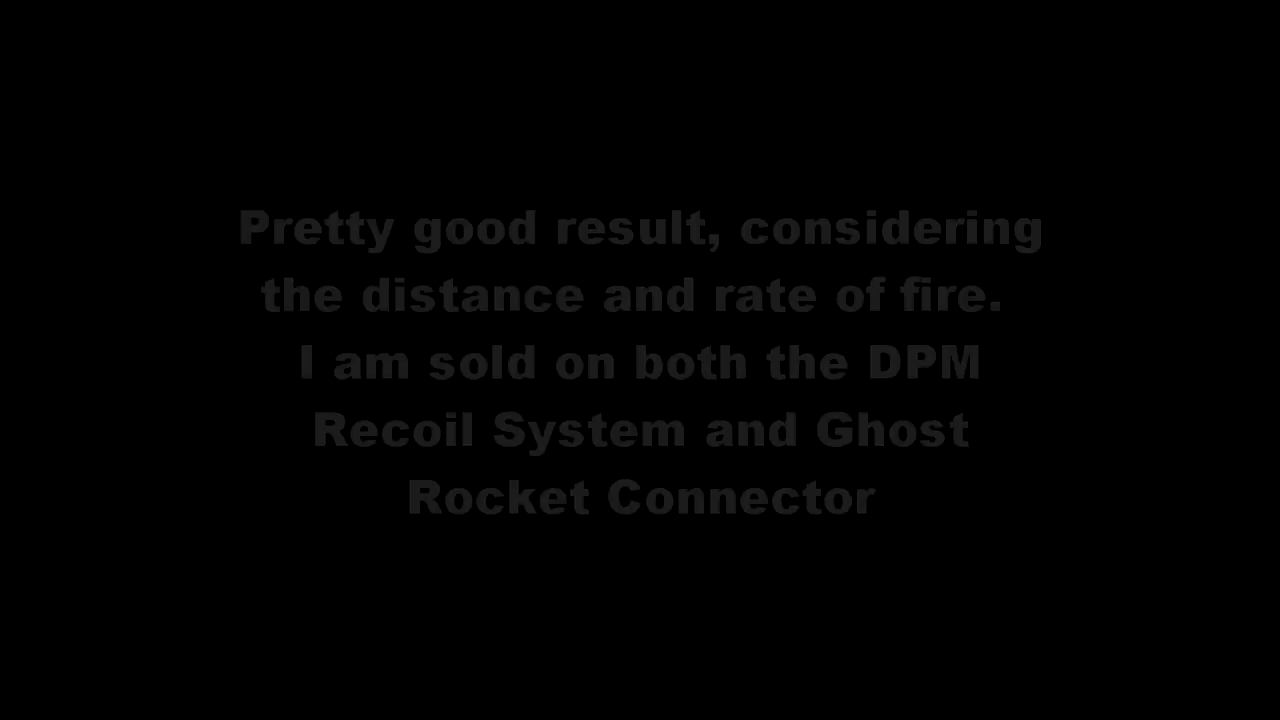 Pretty good result, considering
the distance and rate of fire.
I am sold on both the DPM
Recoil System and Ghost
Rocket Connector